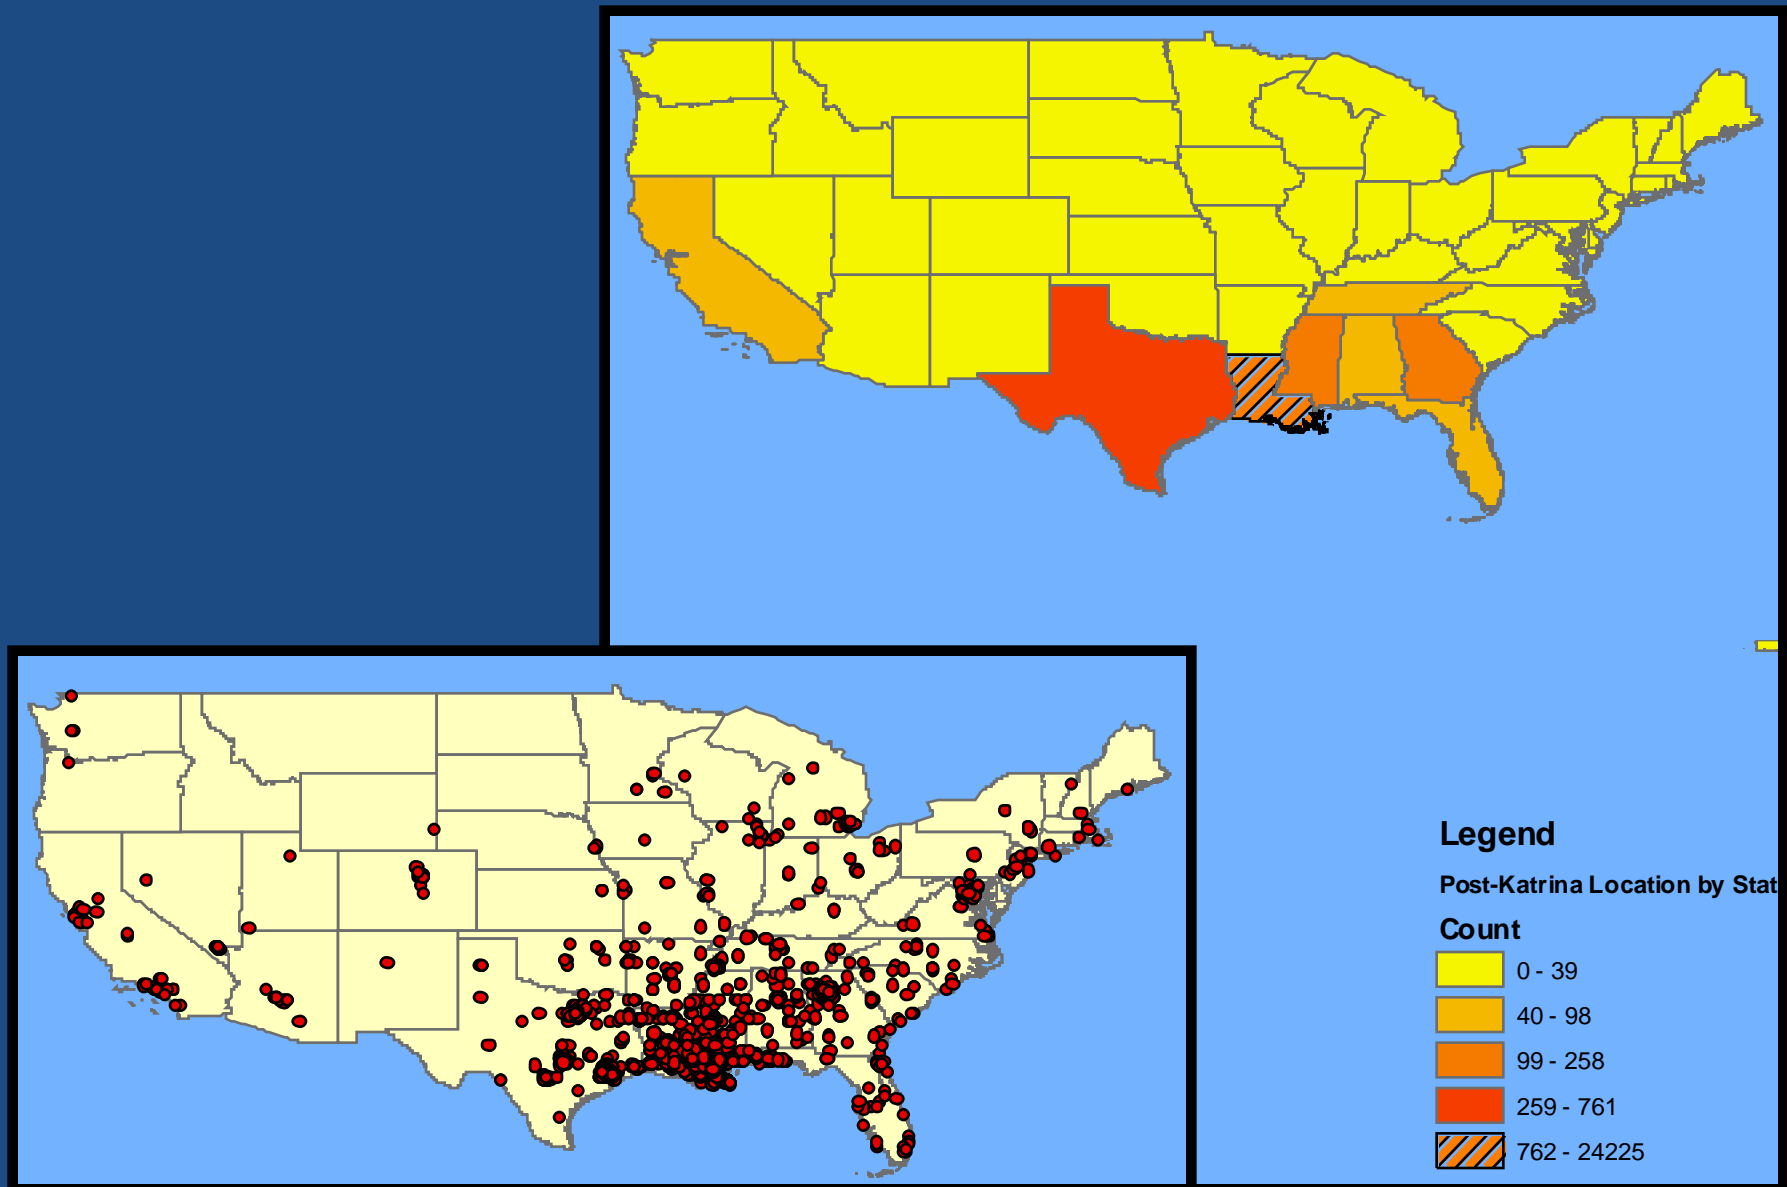 Legend
Post-Katrina Location by Stat
Count
0 - 39
40 - 98
99 - 258
259 - 761
762 - 24225